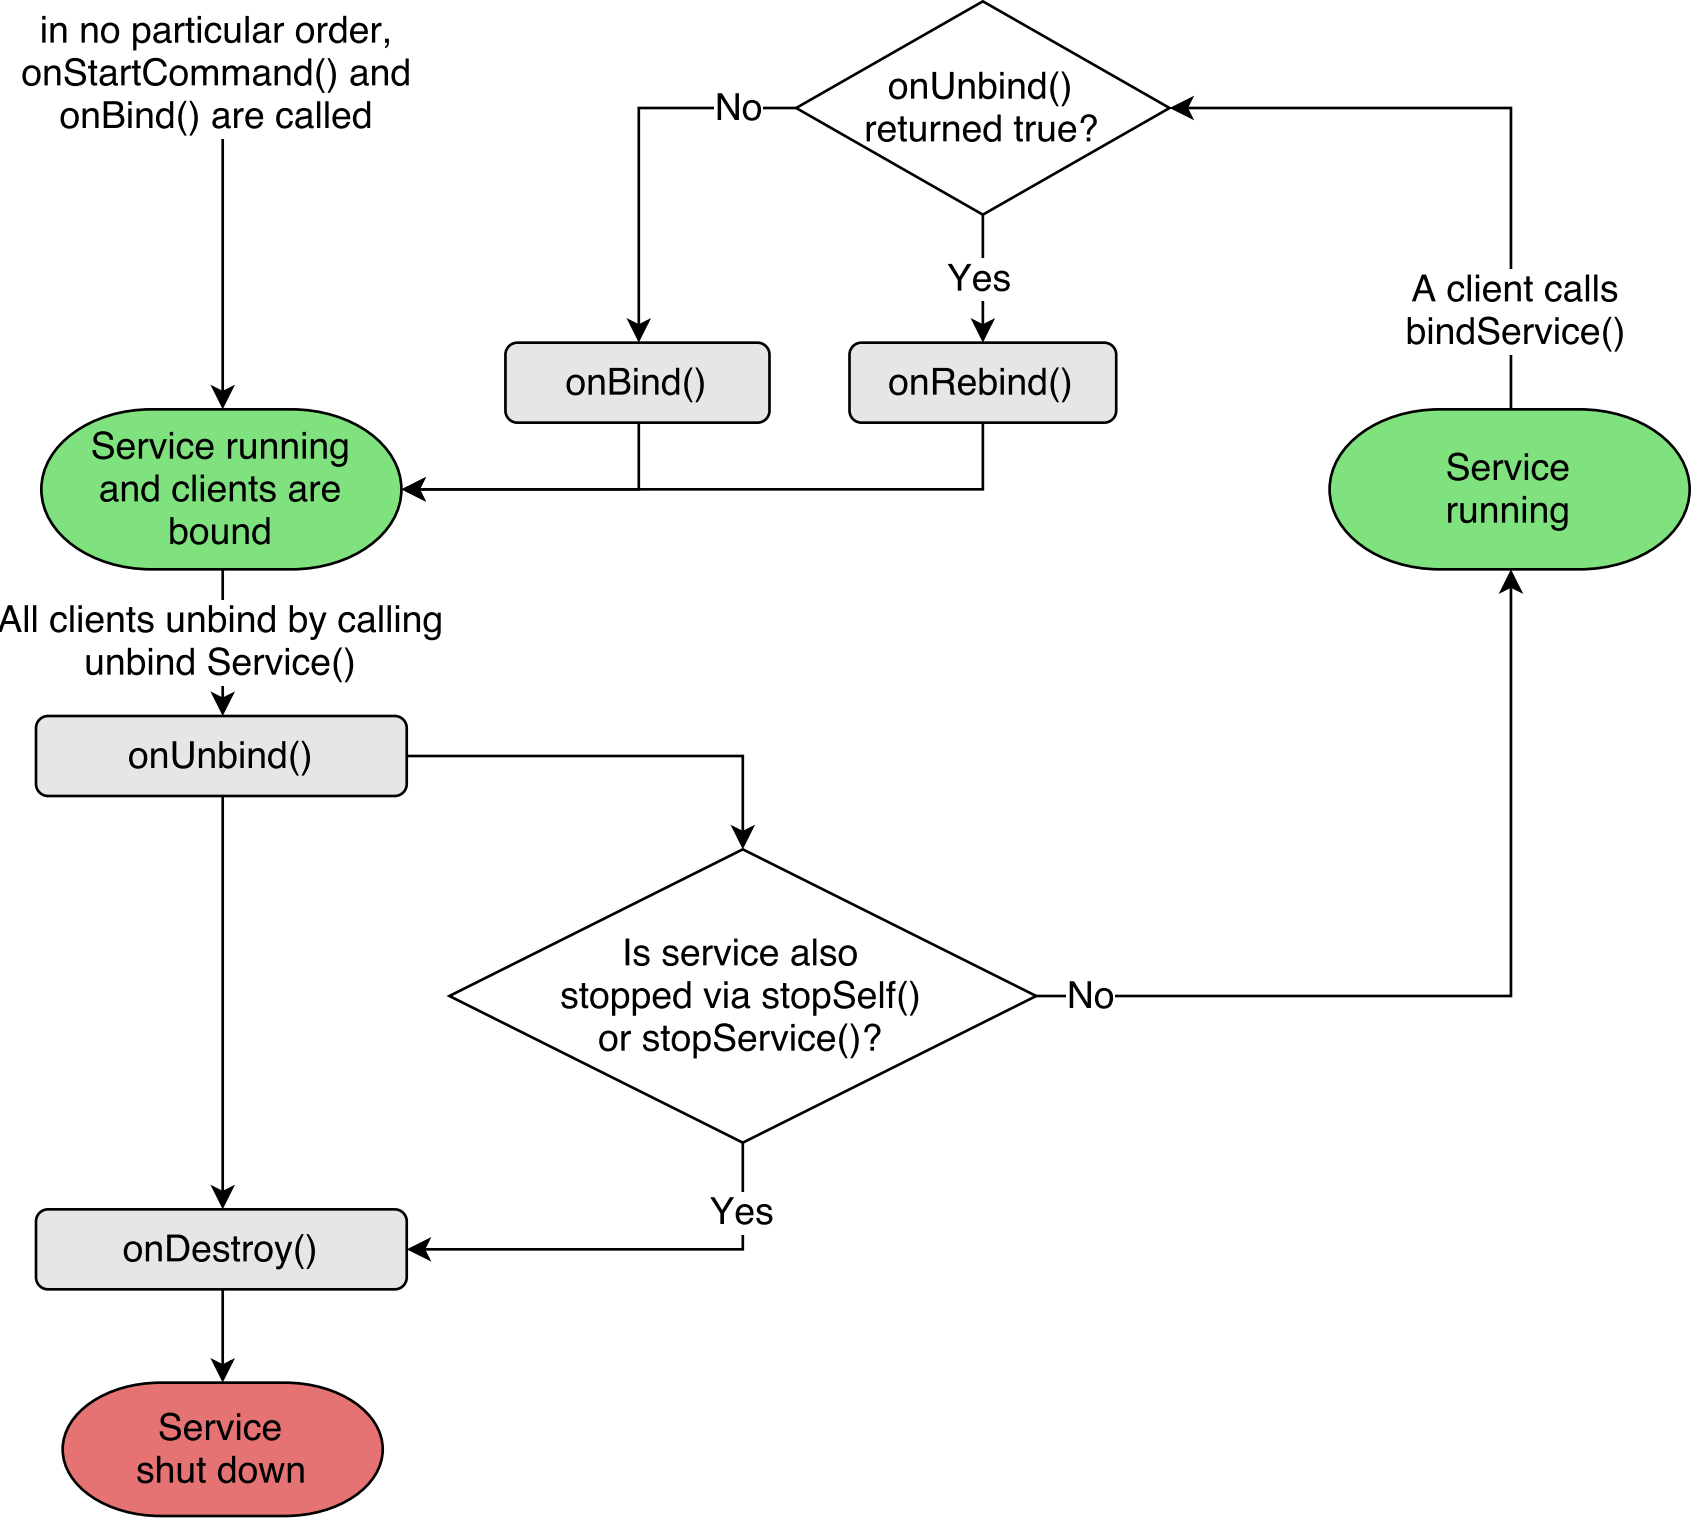 in no particular order,
onStartCommand() and
onBind() are called
onUnbind()
returned true?
No
Yes
A client calls
bindService()
onBind()
onRebind()
Service running
and clients are
bound
Service
running
All clients unbind by calling
unbind Service()
onUnbind()
Is service also
stopped via stopSelf()
or stopService()?
No
Yes
onDestroy()
Service
shut down